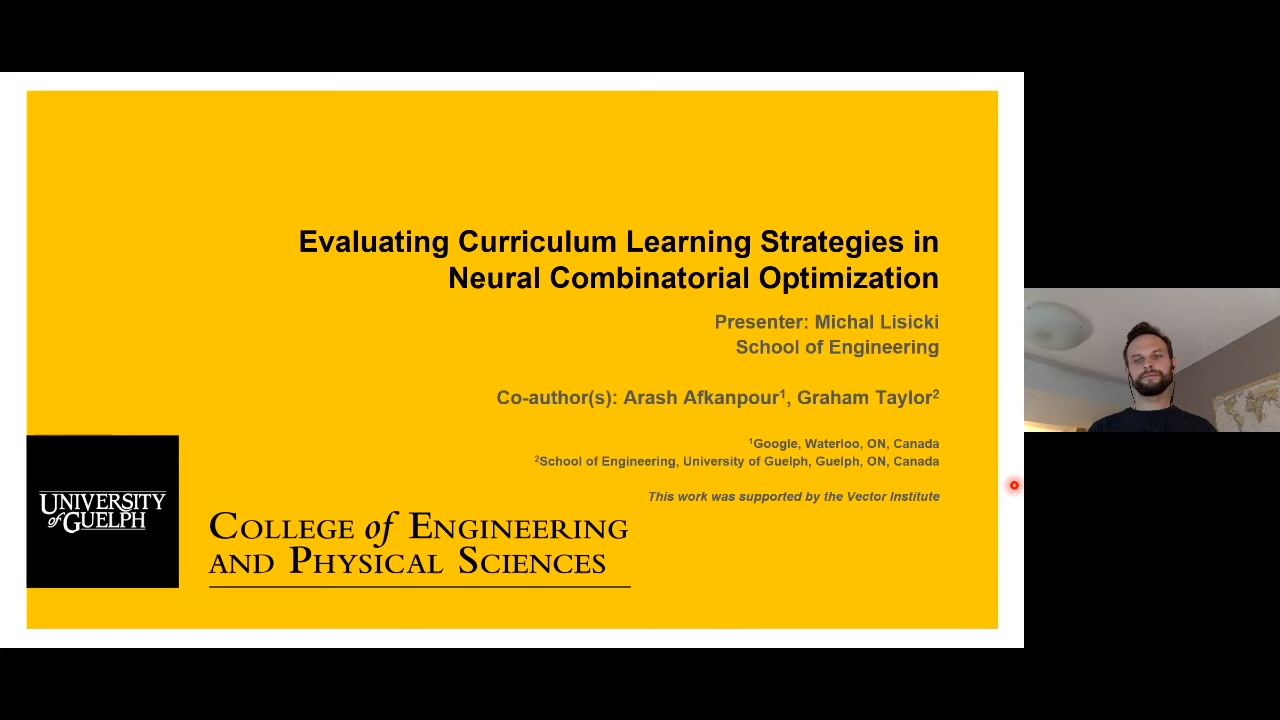 Evaluating Curriculum Learning Strategies in
Neural Combinatorial Optimization
Presenter: Michal Lisicki
School of Engineering
Co-author(s): Arash Afkanpour¹, Graham Taylor²
¹Google, Waterloo, ON, Canada
²School of Engineering, University of Guelph, Guelph, ON, Canada
This work was supported by the Vector Institute
UNIVERSITY
of GUELPH
COLLEGE of ENGINEERING
AND PHYSICAL SCIENCES